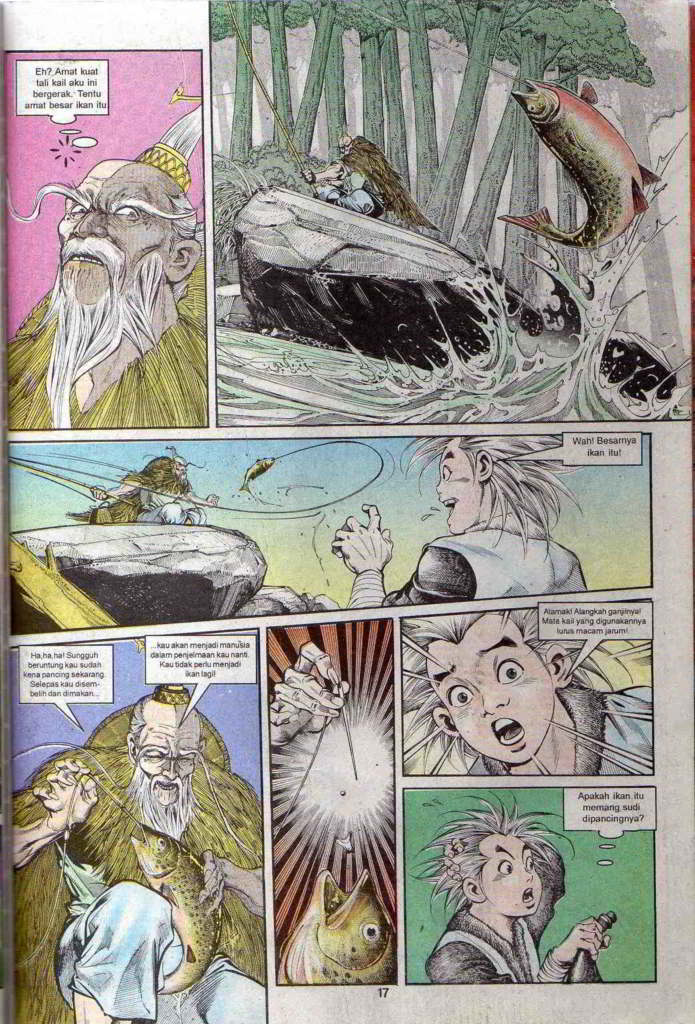 Eh? Amat kuat
tali kail aku ini
bergerak. Tentu
amat besar ikan itu
Wah! Besarnya
ikan itu!
Ha,ha,ha! Sungguh
beruntung kau sudah
kena pancing sekarang.
Selepas kau disem-
belih dan dimakan...
...kau akan menjadi manusia
dalam penjelmaan kau nanti.
Kau tidak perlu menjadi
ikan lagi!
Alamak! Alangkah ganjilnya!
Mata kail yang digunakannya
lurus macam jarum!
Apakah ikan itu
memang sudi
dipancingnya?
17